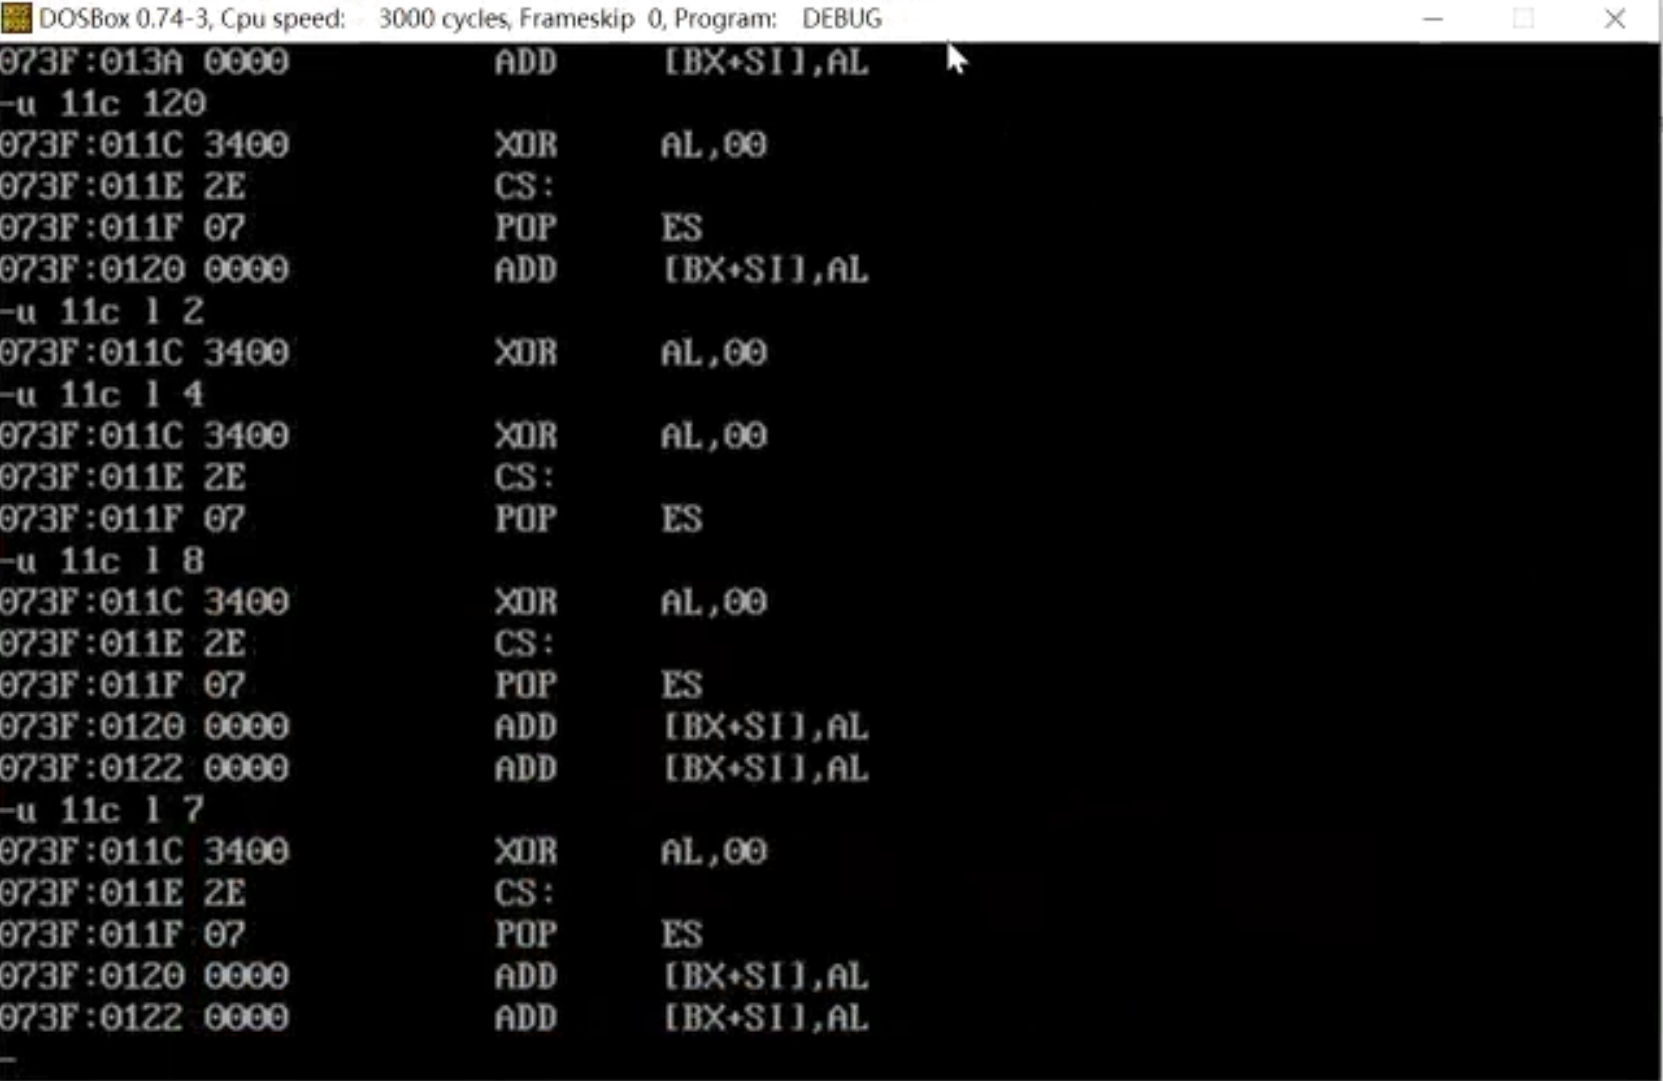 DOSBox 0.74-3, Cpu speed: 3000 cycles, Frameskip 0, Program: DEBUG
073F:013A 0000 ADD [BX+SI],AL
-u 11c 120
073F:011C 3400 XOR AL,00
073F:011E 2E CS:
073F:011F 07 POP ES
073F:0120 0000 ADD [BX+SI],AL
-u 11c l 2
073F:011C 3400 XOR AL,00
-u 11c l 4
073F:011C 3400 XOR AL,00
073F:011E 2E CS:
073F:011F 07 POP ES
-u 11c l 8
073F:011C 3400 XOR AL,00
073F:011E 2E CS:
073F:011F 07 POP ES
073F:0120 0000 ADD [BX+SI],AL
073F:0122 0000 ADD [BX+SI],AL
-u 11c l 7
073F:011C 3400 XOR AL,00
073F:011E 2E CS:
073F:011F 07 POP ES
073F:0120 0000 ADD [BX+SI],AL
073F:0122 0000 ADD [BX+SI],AL
-